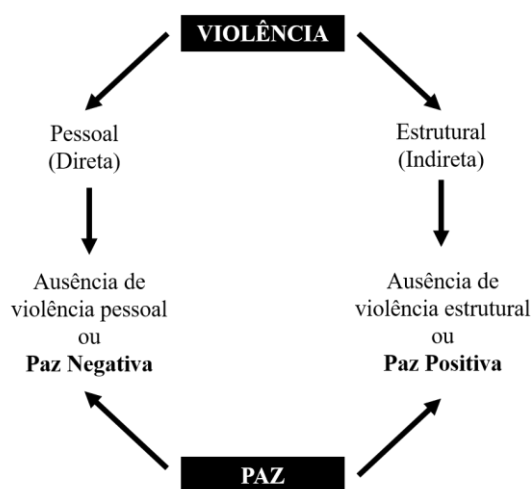 VIOLÊNCIA
Pessoal
(Direta)
Estrutural
(Indireta)
Ausência de
violência pessoal
ou
Paz Negativa
Ausência de
violência estrutural
ou
Paz Positiva
PAZ